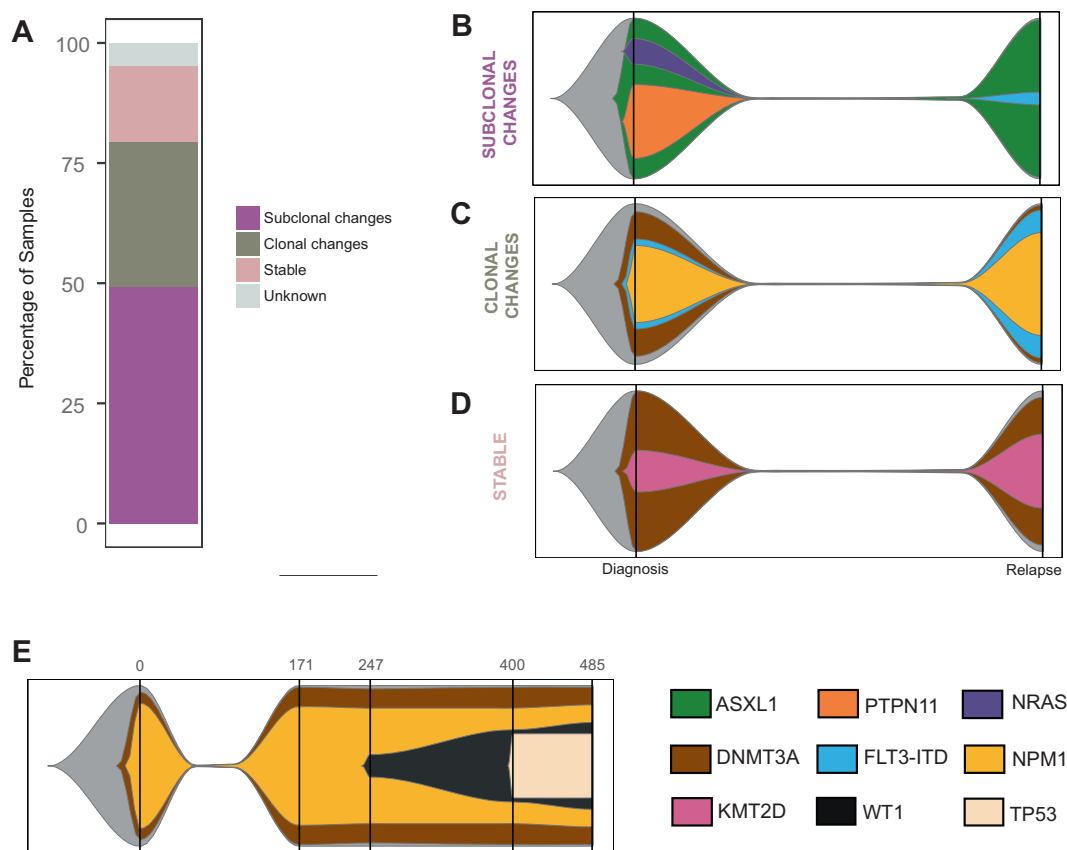 A
100
75
50
25
0
Percentage of Samples
Subclonal changes
Clonal changes
Stable
Unknown
B
SUBCLONAL
CHANGES
C
CLONAL
CHANGES
D
STABLE
Diagnosis
Relapse
E
0
171
247
400
485
ASXL1
PTPN11
NRAS
DNMT3A
FLT3-ITD
NPM1
KMT2D
WT1
TP53